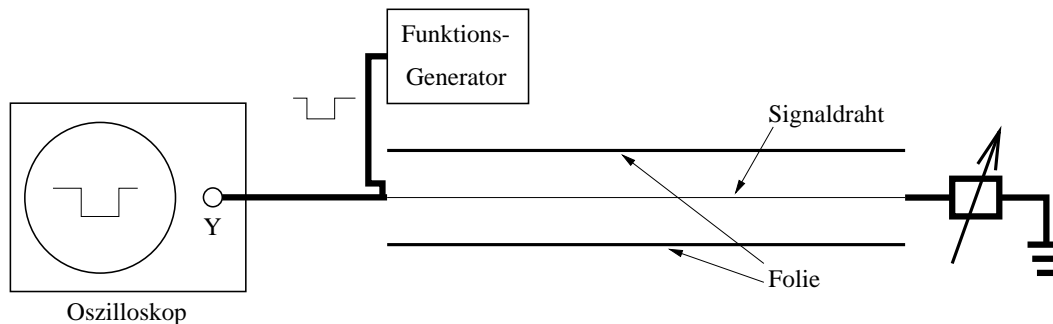 Funktions-
Generator
Signaldraht
Y
Folie
Oszilloskop